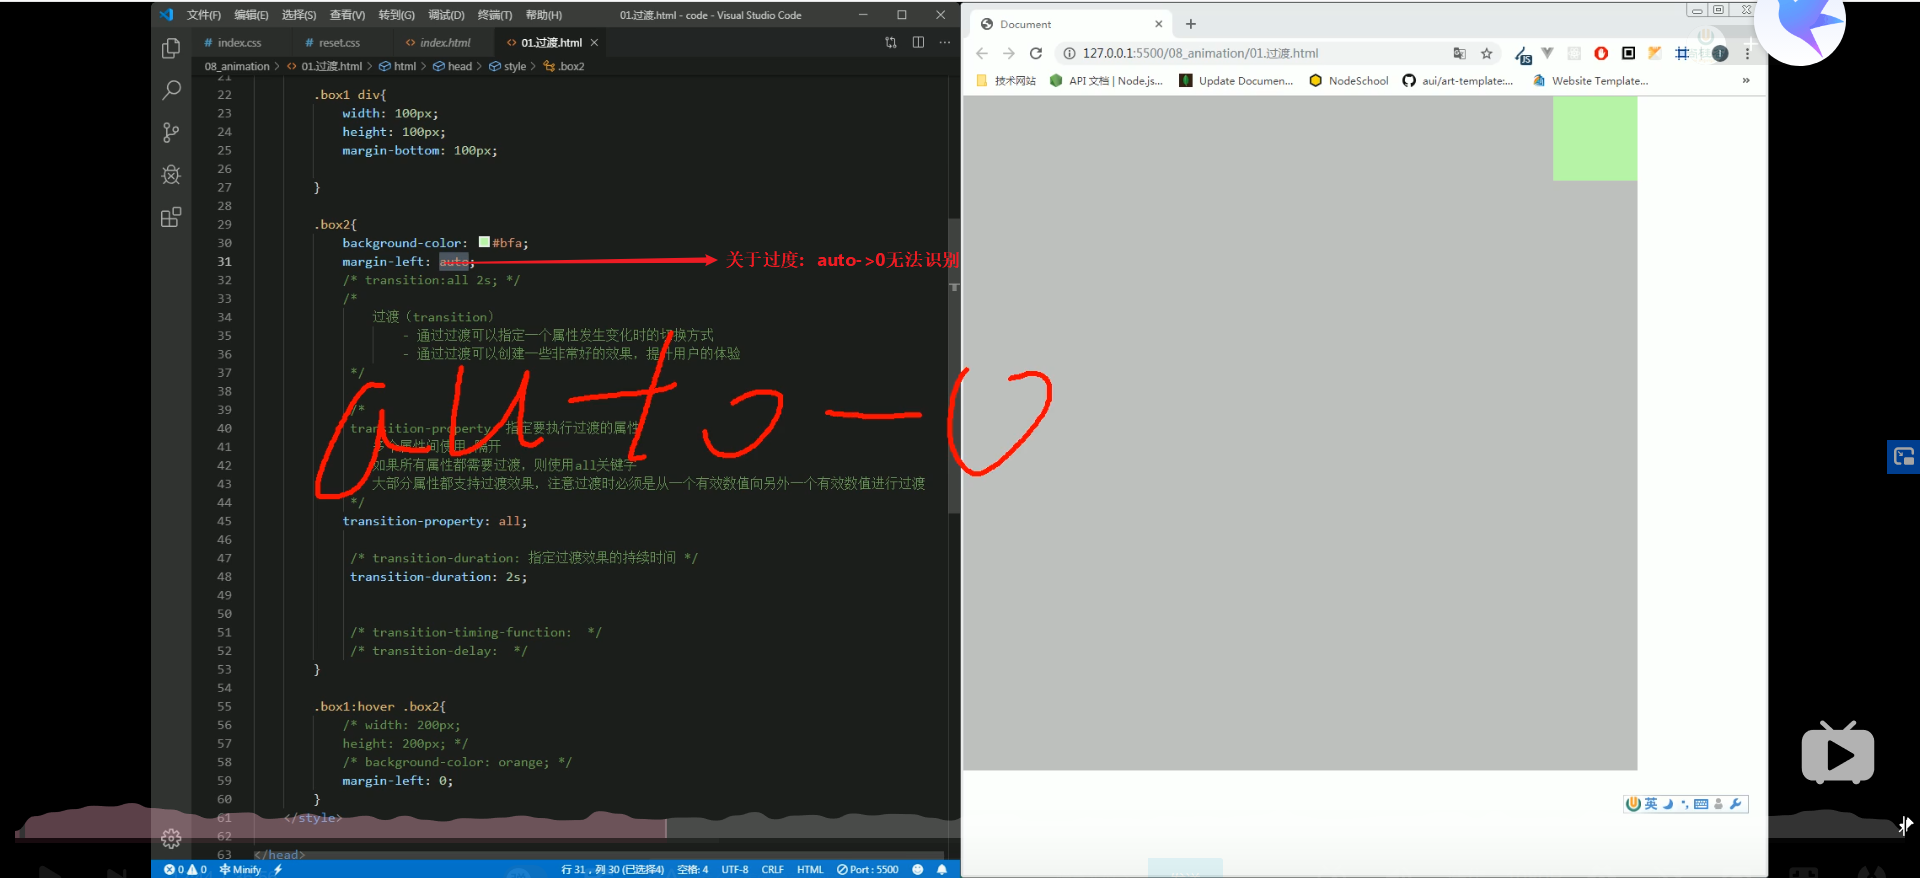 文件(F) 编辑(E) 选择(S) 查看(V) 转到(G) 调试(D) 终端(T) 帮助(H) 01.过渡.html - code - Visual Studio Code
# index.css # reset.css <> index.html <> 01.过渡.html
08_animation > <> 01.过渡.html > html > head > style > .box2
21
22 .box1 div{
23 width: 100px;
24 height: 100px;
25 margin-bottom: 100px;
26
27 }
28
29 .box2{
30 background-color: #bfa;
31 margin-left: auto;
关于过度: auto->0无法识别
32 /* transition:all 2s; */
33 /*
34 过渡（transition）
35 - 通过过渡可以指定一个属性发生变化时的切换方式
36 - 通过过渡可以创建一些非常好的效果，提升用户的体验
37 */
38
39 /*
40 transition-property: 指定要执行过渡的属性
41 多个属性间使用,隔开
42 如果所有属性都需要过渡，则使用all关键字
43 大部分属性都支持过渡效果，注意过渡时必须是从一个有效数值向另外一个有效数值进行过渡
44 */
45 transition-property: all;
46
47 /* transition-duration: 指定过渡效果的持续时间 */
48 transition-duration: 2s;
49
50
51 /* transition-timing-function: */
52 /* transition-delay: */
53 }
54
55 .box1:hover .box2{
56 /* width: 200px;
57 height: 200px; */
58 /* background-color: orange; */
59 margin-left: 0;
60 }
61 </style>
62
63 </head>
auto-0
0 0 Minify 行 31，列 30 (已选择4) 空格: 4 UTF-8 CRLF HTML Port : 5500
Document
127.0.0.1:5500/08_animation/01.过渡.html
技术网站 API 文档 | Node.js... Update Documen... NodeSchool aui/art-template:... Website Template... »
英